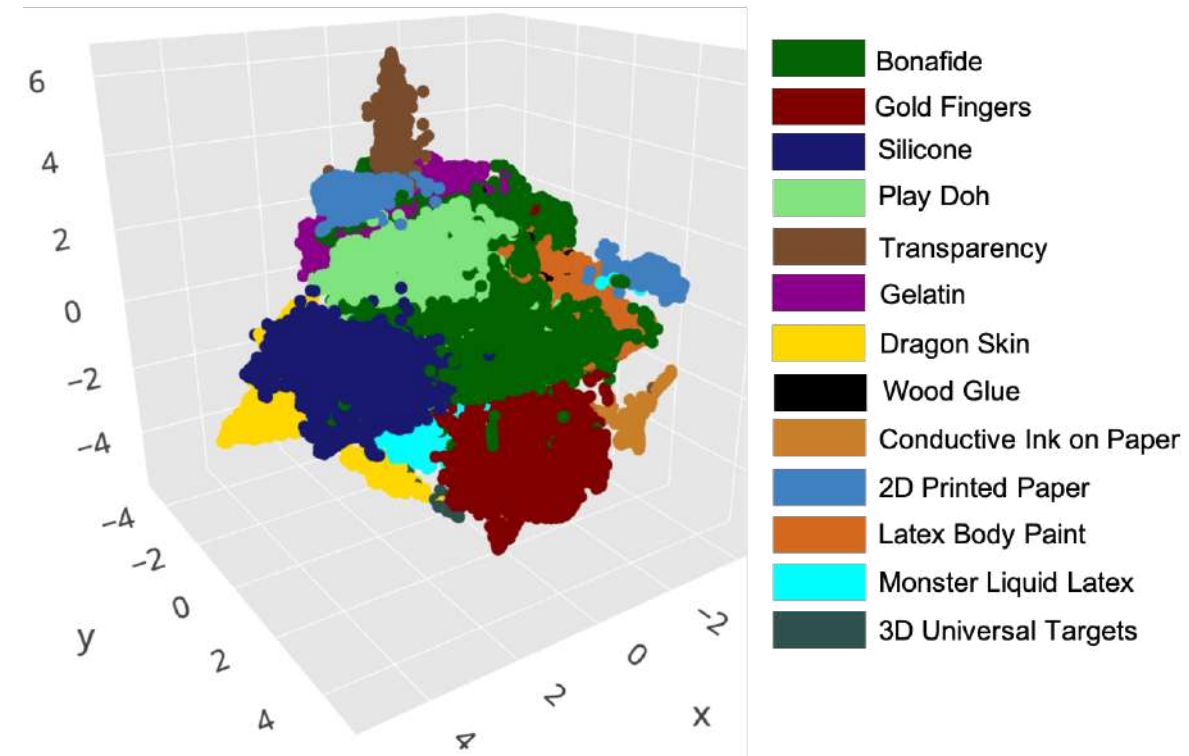 6
4
2
0
−2
−4
−4
−2
0
2
4
y
4
2
0
−2
x
Bonafide
Gold Fingers
Silicone
Play Doh
Transparency
Gelatin
Dragon Skin
Wood Glue
Conductive Ink on Paper
2D Printed Paper
Latex Body Paint
Monster Liquid Latex
3D Universal Targets